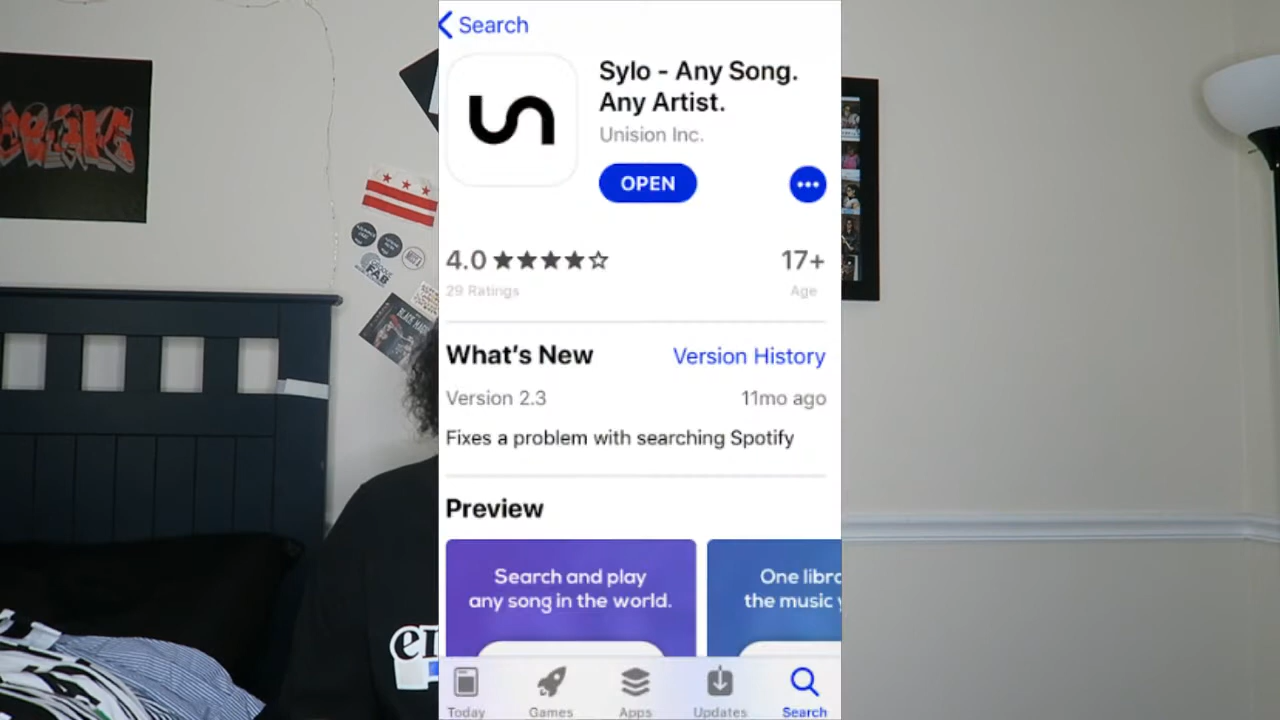 Search
Sylo - Any Song.
Any Artist.
Unision Inc.
OPEN
4.0
17+
29 Ratings
Age
What's New
Version History
Version 2.3
11mo ago
Fixes a problem with searching Spotify
Preview
Search and play
any song in the world.
One libr
the music
Today
Games
Apps
Updates
Search
FAB